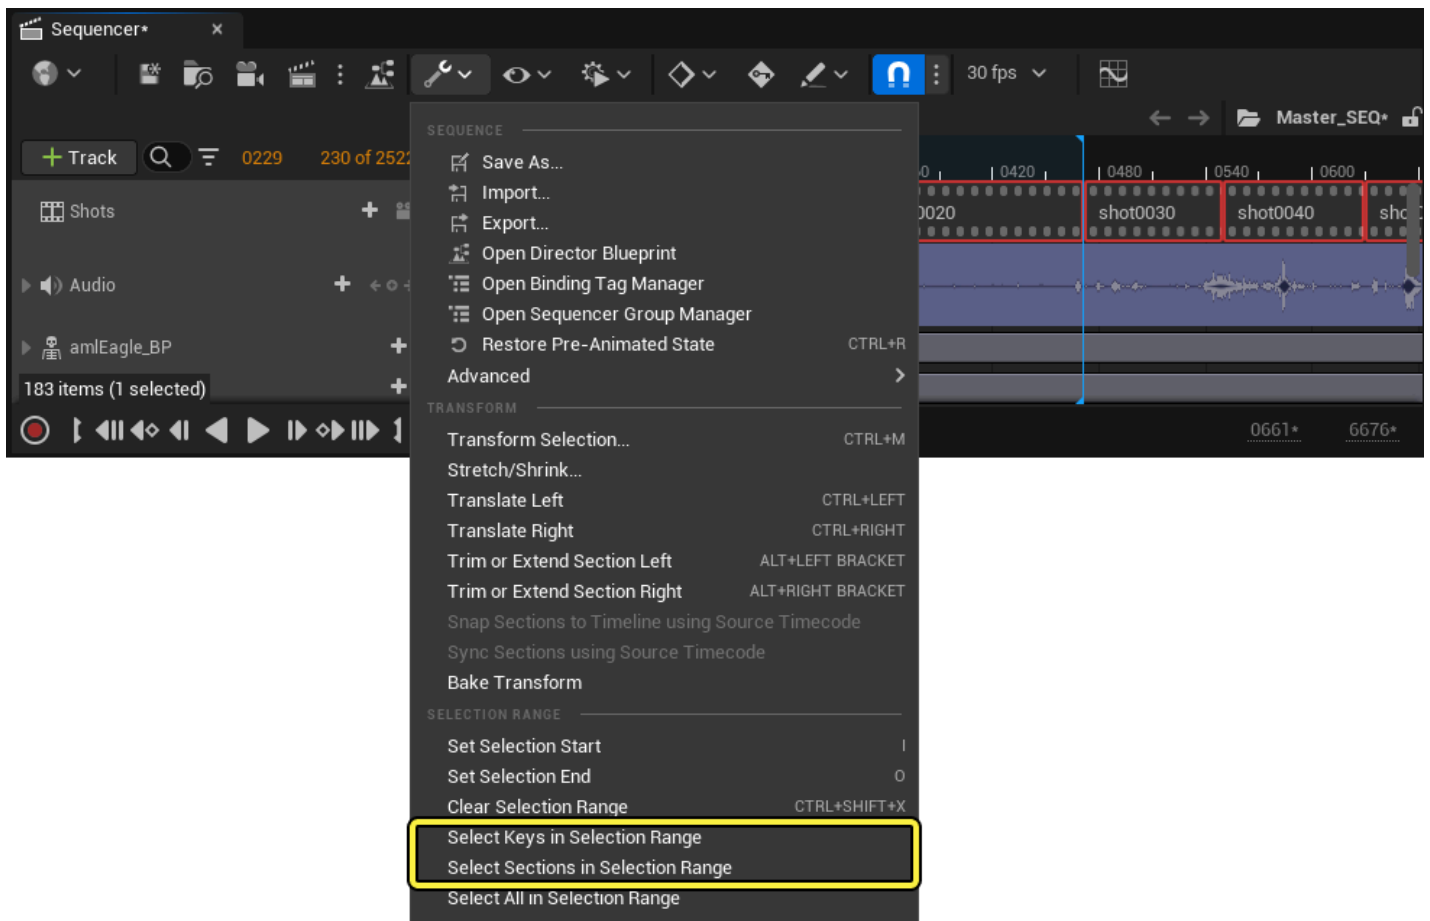 Sequencer*
30 fps
Master_SEQ*
+ Track
0229
230 of 2522
0420
0480
0540
0600
Shots
0020
shot0030
shot0040
Audio
amlEagle_BP
183 items (1 selected)
0661*
6676*
SEQUENCE
Save As...
Import...
Export...
Open Director Blueprint
Open Binding Tag Manager
Open Sequencer Group Manager
Restore Pre-Animated State CTRL+R
Advanced
TRANSFORM
Transform Selection... CTRL+M
Stretch/Shrink...
Translate Left CTRL+LEFT
Translate Right CTRL+RIGHT
Trim or Extend Section Left ALT+LEFT BRACKET
Trim or Extend Section Right ALT+RIGHT BRACKET
Snap Sections to Timeline using Source Timecode
Sync Sections using Source Timecode
Bake Transform
SELECTION RANGE
Set Selection Start I
Set Selection End O
Clear Selection Range CTRL+SHIFT+X
Select Keys in Selection Range
Select Sections in Selection Range
Select All in Selection Range